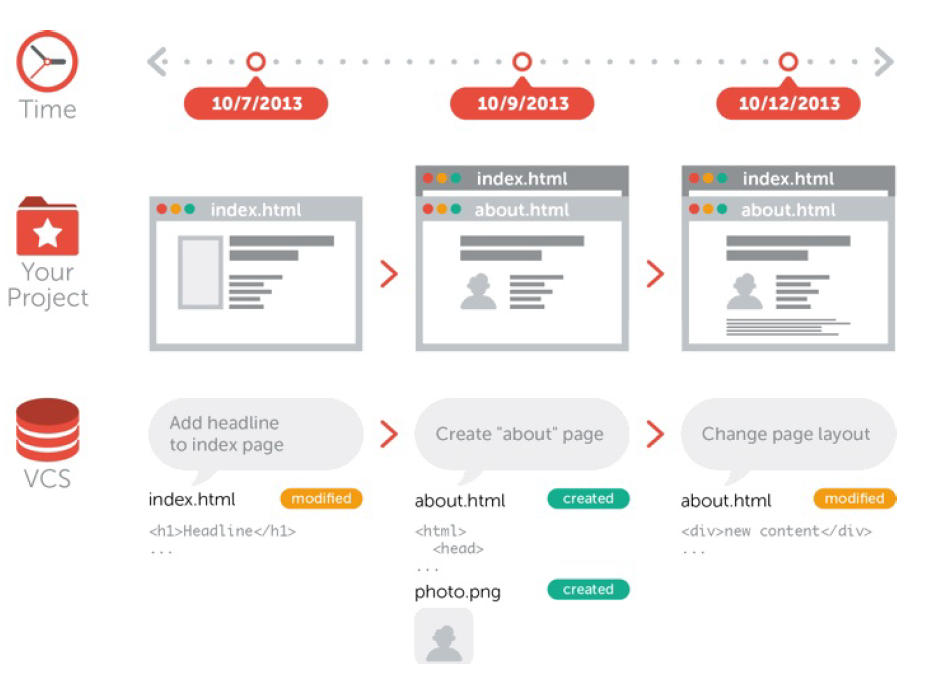 Time
10/7/2013
10/9/2013
10/12/2013
Your
Project
index.html
index.html
about.html
index.html
about.html
VCS
Add headline
to index page
Create "about" page
Change page layout
index.html
modified
<h1>Headline</h1>
...
about.html
created
<html>
<head>
...
photo.png
created
about.html
modified
<div>new content</div>
...